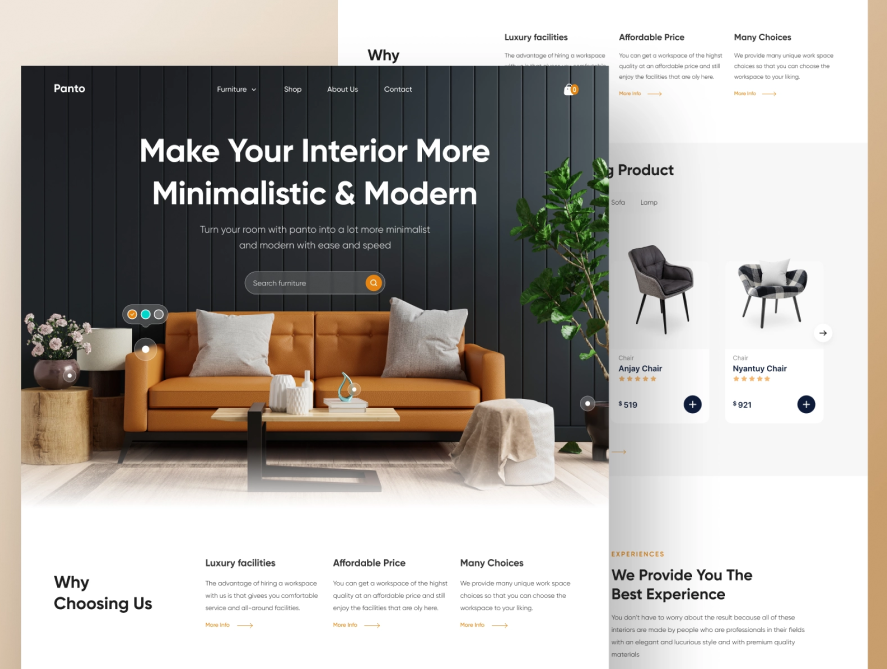 Luxury facilities
Affordable Price
Many Choices
Why
The advantage of hiring a workspace
You can get a workspace of the highst
quality at an affordable price and still
enjoy the facilities that are oly here.
We provide many unique work space
choices so that you can choose the
workspace to your liking.
More Info
More Info
Panto
Furniture
Shop
About Us
Contact
0
Make Your Interior More
Minimalistic & Modern
Turn your room with panto into a lot more minimalist
and modern with ease and speed
Search furniture
Product
Sofa
Lamp
Chair
Anjay Chair
$519
Chair
Nyantuy Chair
$921
Why
Choosing Us
Luxury facilities
The advantage of hiring a workspace
with us is that givees you comfortable
service and all-around facilities.
More Info
Affordable Price
You can get a workspace of the highst
quality at an affordable price and still
enjoy the facilities that are oly here.
More Info
Many Choices
We provide many unique work space
choices so that you can choose the
workspace to your liking.
More Info
EXPERIENCES
We Provide You The
Best Experience
You don't have to worry about the result because all of these
interiors are made by people who are professionals in their fields
with an elegant and lucurious style and with premium quality
materials